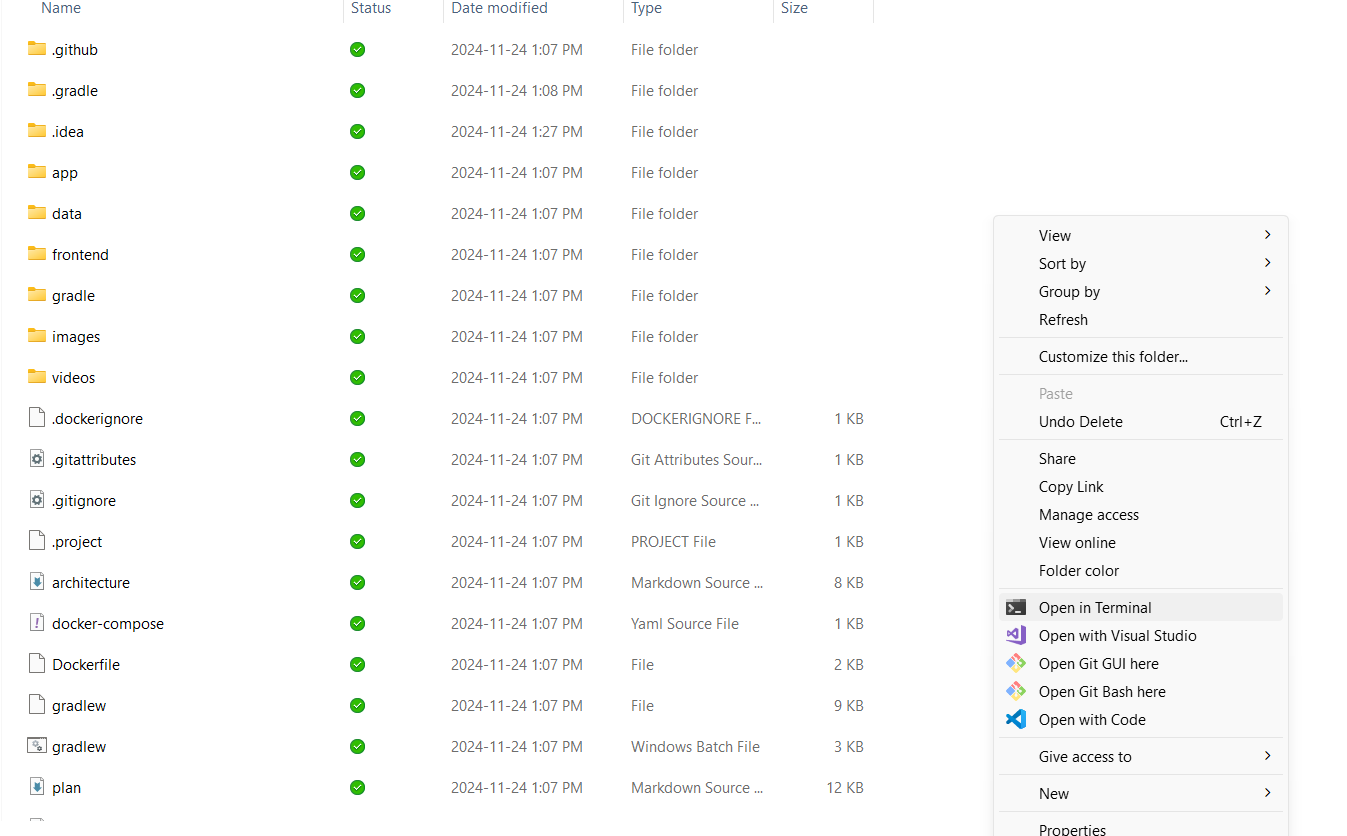 Name Status Date modified Type Size
.github 2024-11-24 1:07 PM File folder
.gradle 2024-11-24 1:08 PM File folder
.idea 2024-11-24 1:27 PM File folder
app 2024-11-24 1:07 PM File folder
data 2024-11-24 1:07 PM File folder
frontend 2024-11-24 1:07 PM File folder
gradle 2024-11-24 1:07 PM File folder
images 2024-11-24 1:07 PM File folder
videos 2024-11-24 1:07 PM File folder
.dockerignore 2024-11-24 1:07 PM DOCKERIGNORE F... 1 KB
.gitattributes 2024-11-24 1:07 PM Git Attributes Sour... 1 KB
.gitignore 2024-11-24 1:07 PM Git Ignore Source ... 1 KB
.project 2024-11-24 1:07 PM PROJECT File 1 KB
architecture 2024-11-24 1:07 PM Markdown Source ... 8 KB
docker-compose 2024-11-24 1:07 PM Yaml Source File 1 KB
Dockerfile 2024-11-24 1:07 PM File 2 KB
gradlew 2024-11-24 1:07 PM File 9 KB
gradlew 2024-11-24 1:07 PM Windows Batch File 3 KB
plan 2024-11-24 1:07 PM Markdown Source ... 12 KB
View
Sort by
Group by
Refresh
Customize this folder...
Paste
Undo Delete Ctrl+Z
Share
Copy Link
Manage access
View online
Folder color
Open in Terminal
Open with Visual Studio
Open Git GUI here
Open Git Bash here
Open with Code
Give access to
New
Properties